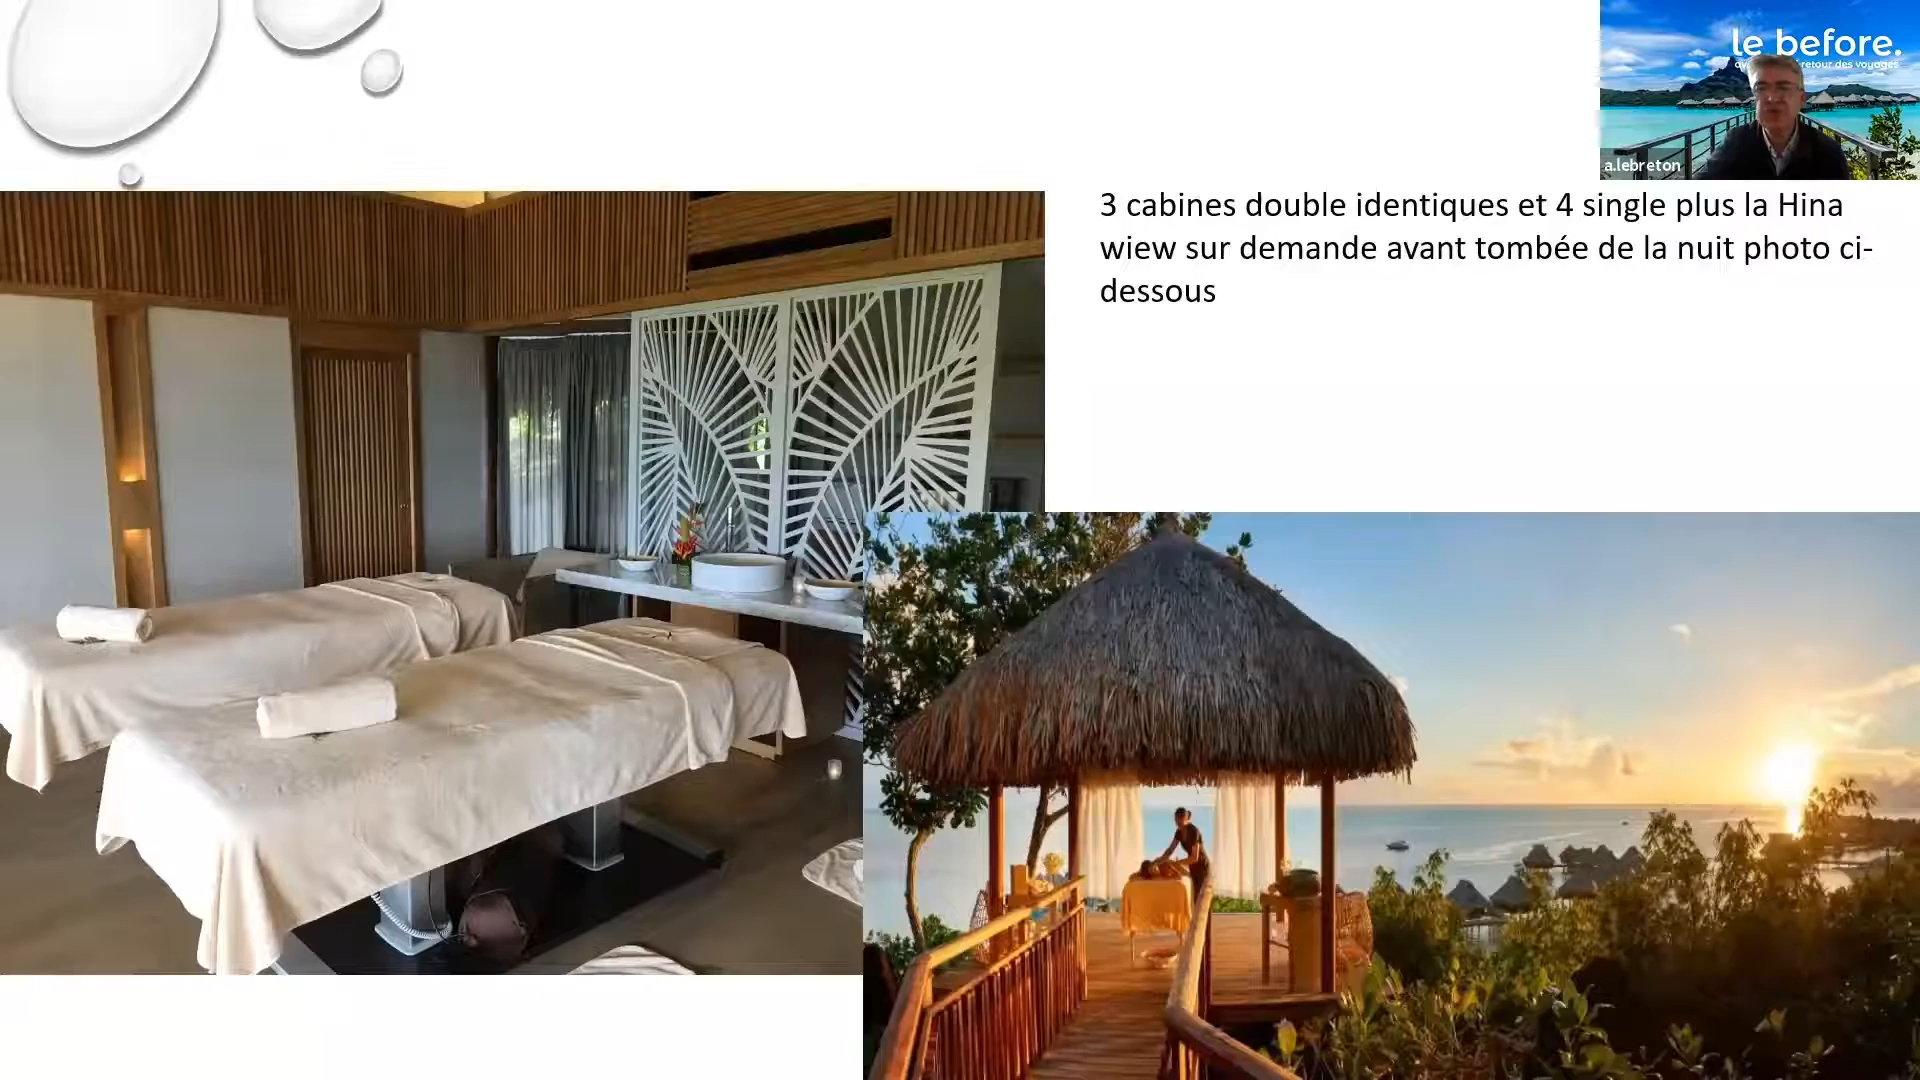 le before.
retour des voyages
a.lebreton
3 cabines double identiques et 4 single plus la Hina
wiew sur demande avant tombée de la nuit photo ci-
dessous